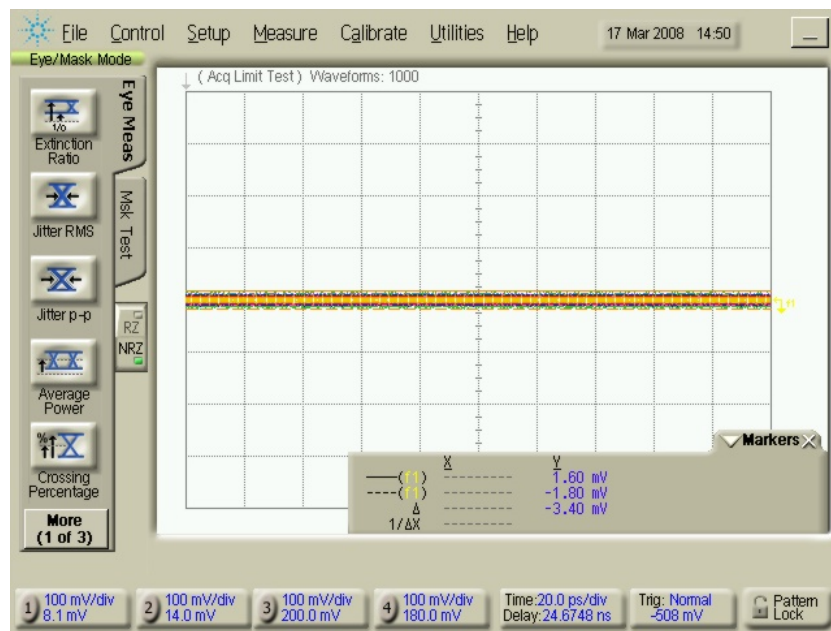 File Control Setup Measure Calibrate Utilities Help 17 Mar 2008 14:50
Eye/Mask Mode
( Acq Limit Test ) Waveforms: 1000
Eye Meas
Msk Test
1/0
Extinction
Ratio
Jitter RMS
Jitter p-p
RZ
NRZ
Average
Power
%
Crossing
Percentage
More
(1 of 3)
f1
Markers
X Y
(f1) --------- 1.60 mV
----(f1) --------- -1.80 mV
Δ --------- -3.40 mV
1/ΔX ---------
1 100 mV/div 2 100 mV/div 3 100 mV/div 4 100 mV/div Time:20.0 ps/div Trig: Normal Pattern
8.1 mV 14.0 mV 200.0 mV 180.0 mV Delay:24.6748 ns -508 mV Lock